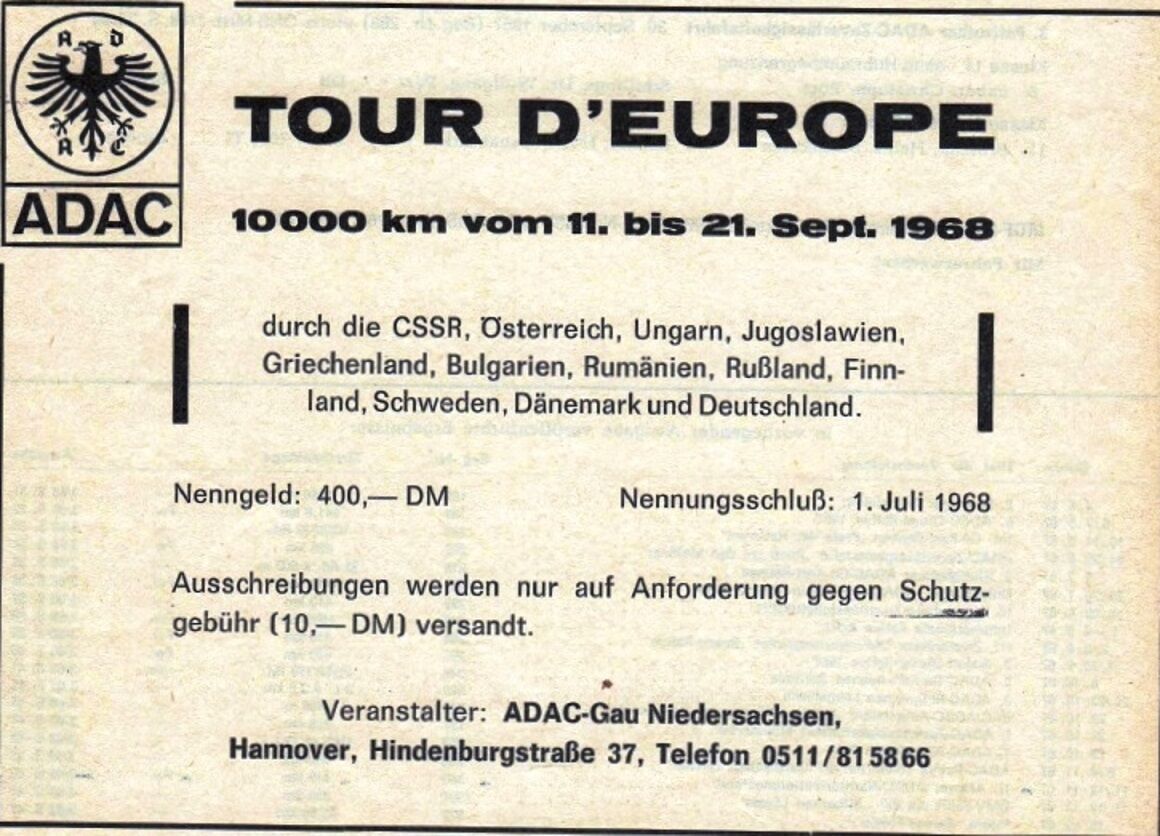 A D
A C
ADAC
TOUR D'EUROPE
10000 km vom 11. bis 21. Sept. 1968
durch die CSSR, Österreich, Ungarn, Jugoslawien,
Griechenland, Bulgarien, Rumänien, Rußland, Finn-
land, Schweden, Dänemark und Deutschland.
Nenngeld: 400,— DM Nennungsschluß: 1. Juli 1968
Ausschreibungen werden nur auf Anforderung gegen Schutz-
gebühr (10,— DM) versandt.
Veranstalter: ADAC-Gau Niedersachsen,
Hannover, Hindenburgstraße 37, Telefon 0511/815866